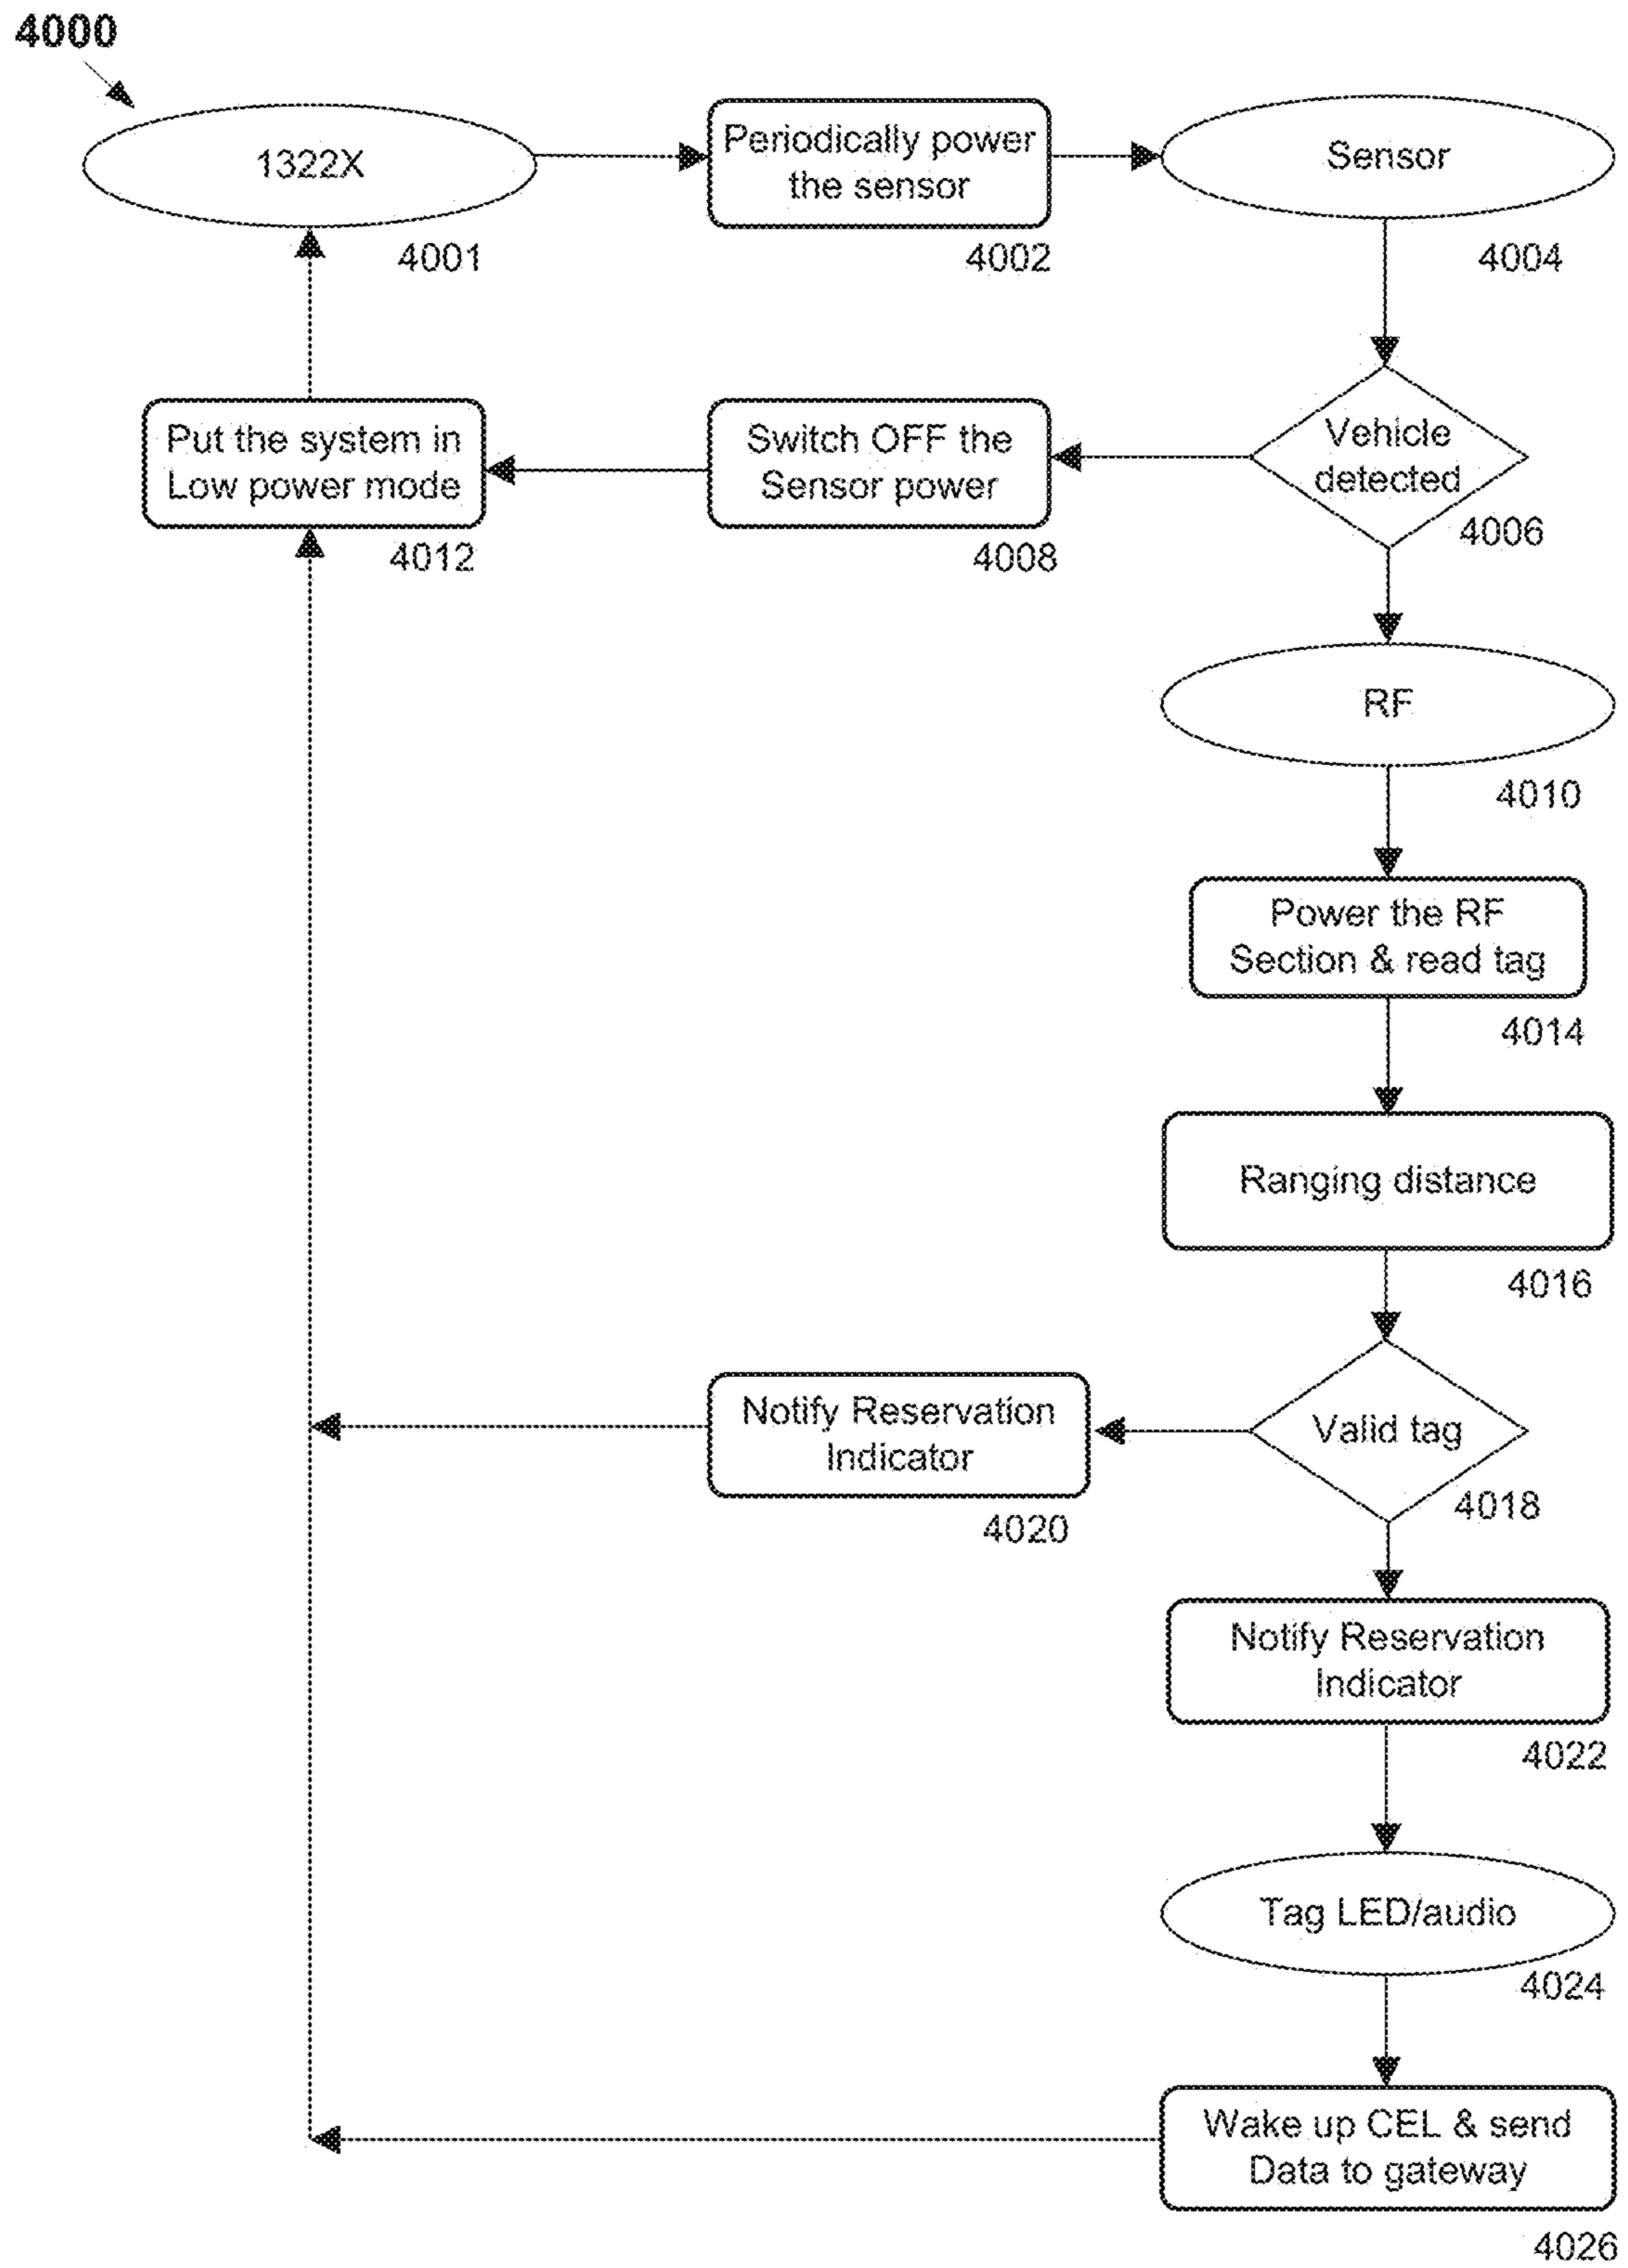 4000
1322X
4001
Periodically power
the sensor
4002
Sensor
4004
Put the system in
Low power mode
4012
Switch OFF the
Sensor power
4008
Vehicle
detected
4006
RF
4010
Power the RF
Section & read tag
4014
Ranging distance
4016
Notify Reservation
Indicator
4020
Valid tag
4018
Notify Reservation
Indicator
4022
Tag LED/audio
4024
Wake up CEL & send
Data to gateway
4026